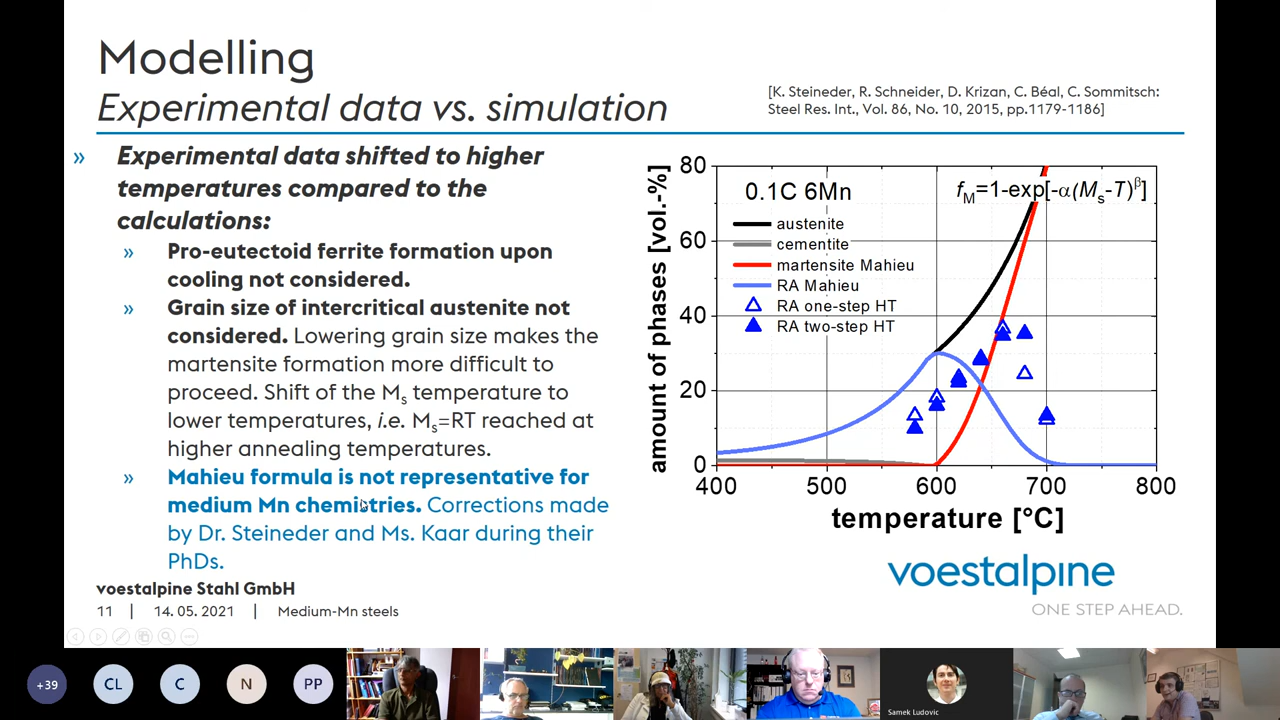 Modelling
Experimental data vs. simulation
[K. Steineder, R. Schneider, D. Krizan, C. Béal, C. Sommitsch:
Steel Res. Int., Vol. 86, No. 10, 2015, pp.1179-1186]
» Experimental data shifted to higher
temperatures compared to the
calculations:
» Pro-eutectoid ferrite formation upon
cooling not considered.
» Grain size of intercritical austenite not
considered. Lowering grain size makes the
martensite formation more difficult to
proceed. Shift of the Ms temperature to
lower temperatures, i.e. Ms=RT reached at
higher annealing temperatures.
» Mahieu formula is not representative for
medium Mn chemistries. Corrections made
by Dr. Steineder and Ms. Kaar during their
PhDs.
amount of phases [vol.-%]
80
60
40
20
0
0.1C 6Mn
fM=1-exp[-α(Ms-T)β]
austenite
cementite
martensite Mahieu
RA Mahieu
RA one-step HT
RA two-step HT
400 500 600 700 800
temperature [°C]
voestalpine
ONE STEP AHEAD.
voestalpine Stahl GmbH
11 | 14. 05. 2021 | Medium-Mn steels
+39
CL
C
N
PP
Samek Ludovic